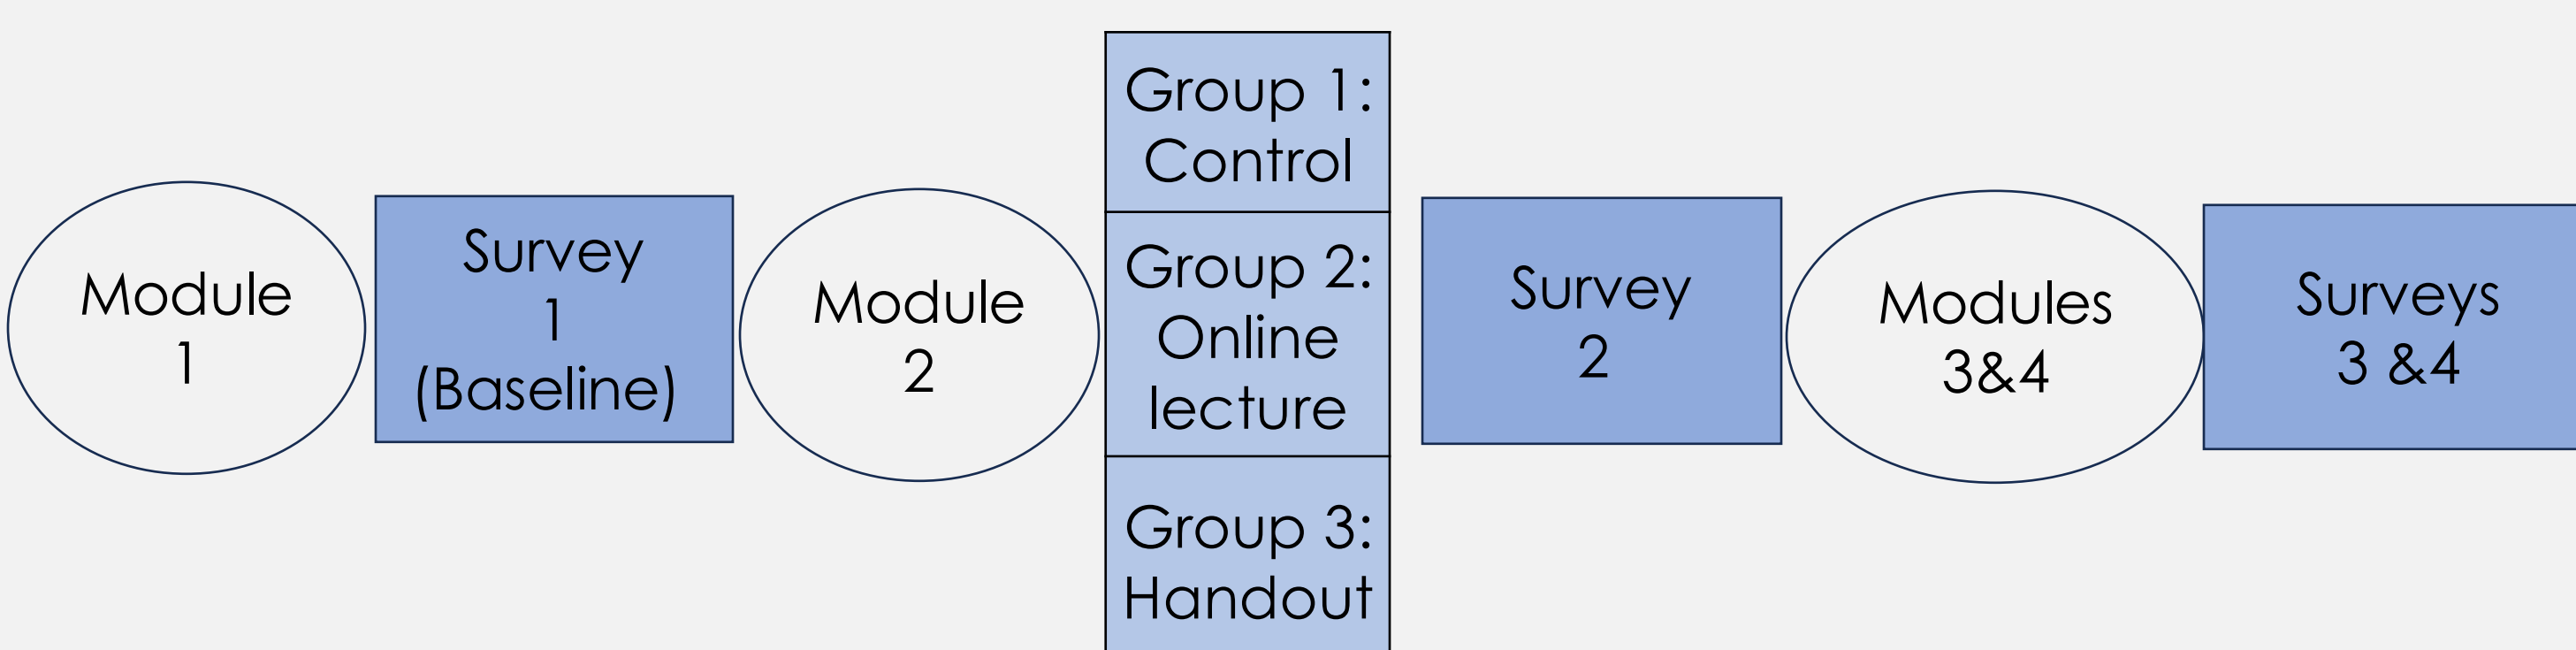 Module
1
Survey
1
(Baseline)
Module
2
Group 1:
Control
Group 2:
Online
lecture
Group 3:
Handout
Survey
2
Modules
3&4
Surveys
3 &4